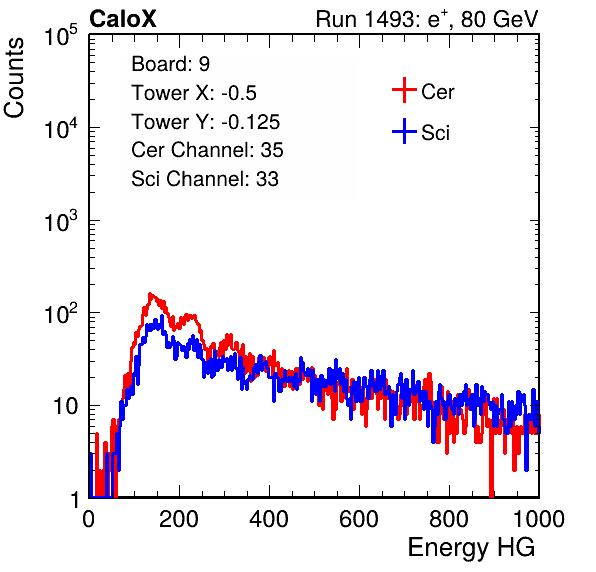 CaloX Run 1493: e⁺, 80 GeV
Counts
10⁵
10⁴
10³
10²
10
1
Board: 9
Tower X: -0.5
Tower Y: -0.125
Cer Channel: 35
Sci Channel: 33
Cer
Sci
0 200 400 600 800 1000
Energy HG